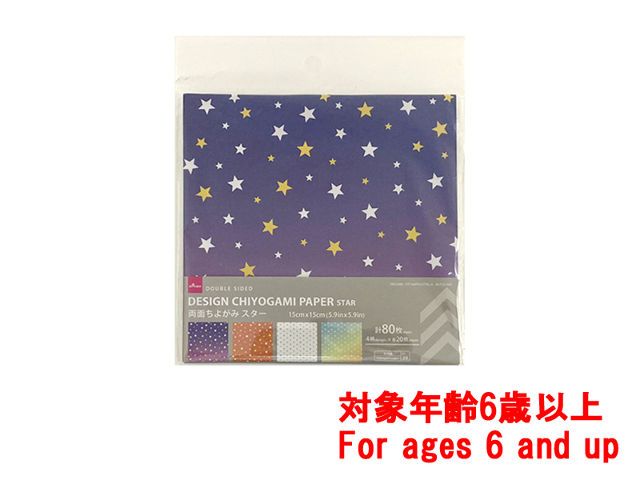 DOUBLE SIDED
DESIGN CHIYOGAMI PAPER STAR
両面ちよがみ スター
15cm×15cm (5.9in×5.9in)
計80枚
4柄 × 各20枚
対象年齢6歳以上
For ages 6 and up